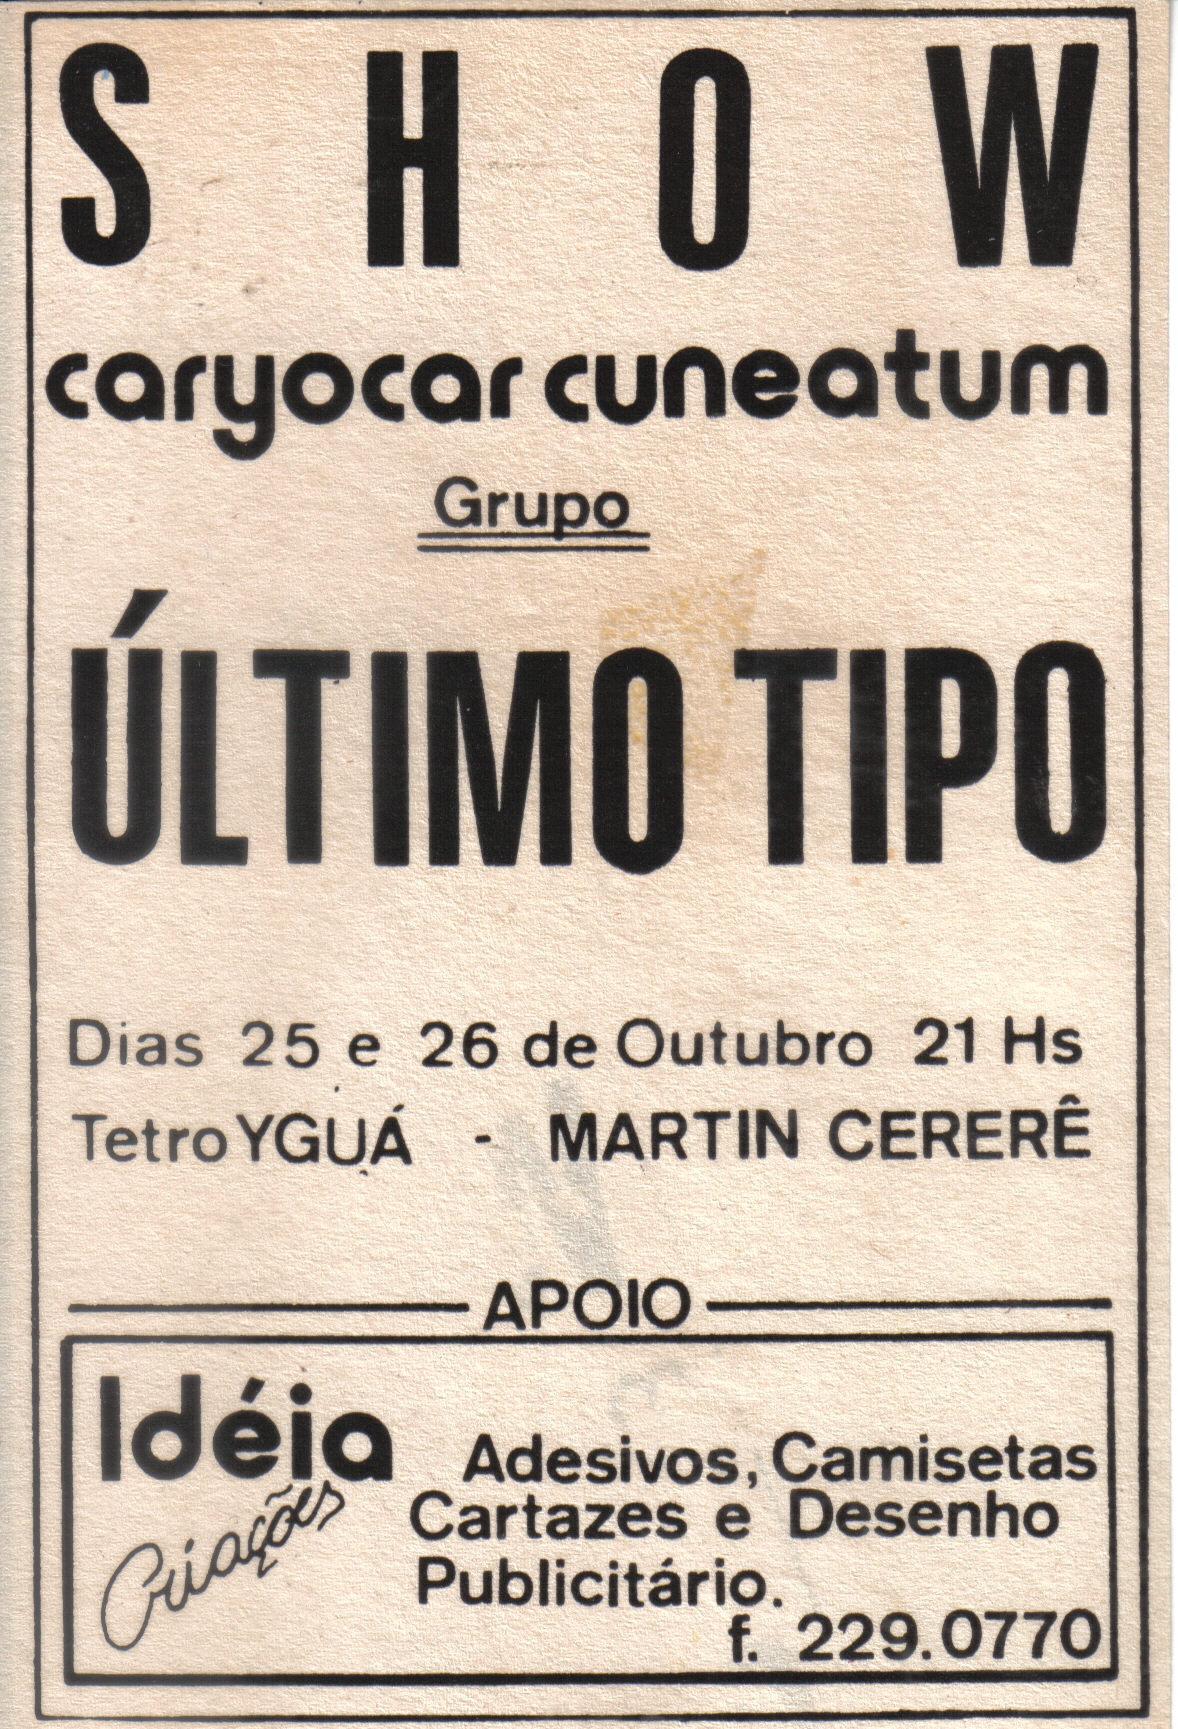 SHOW
caryocar cuneatum
Grupo
ÚLTIMO TIPO
Dias 25 e 26 de Outubro 21 Hs
Tetro YGUÁ - MARTIN CERERÊ
APOIO
Idéia
Criações
Adesivos, Camisetas
Cartazes e Desenho
Publicitário.
f. 229.0770